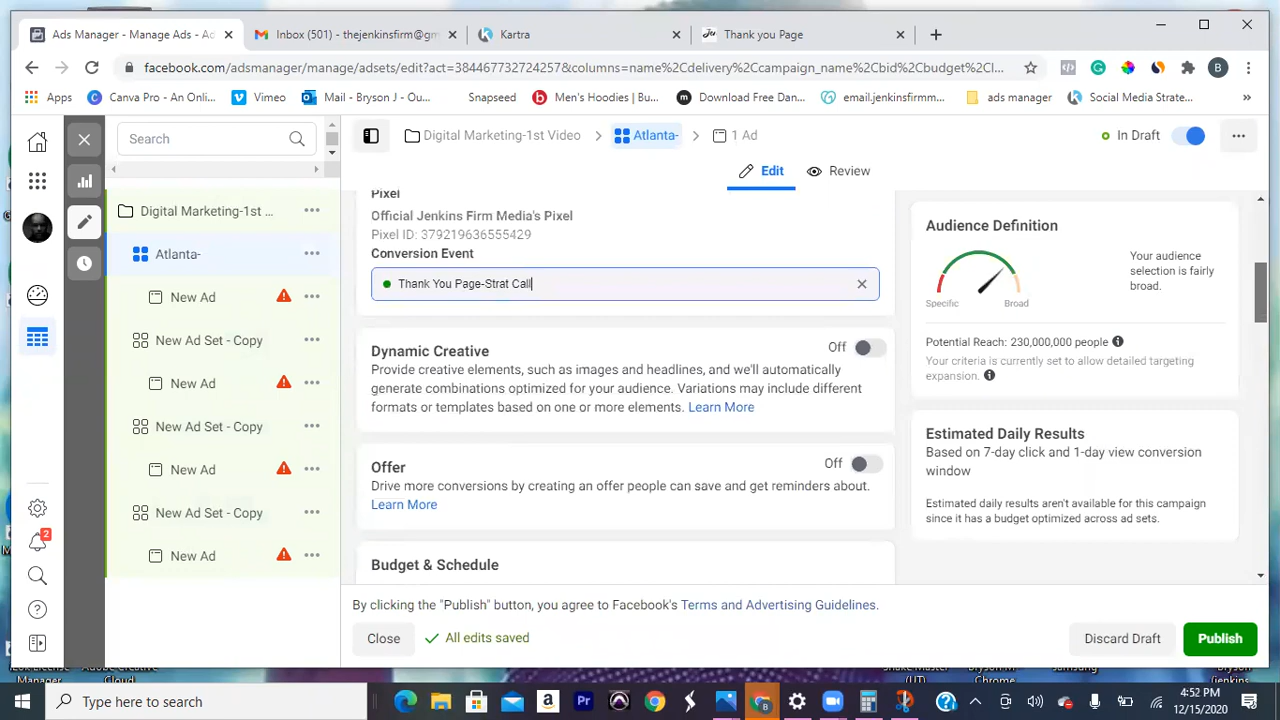 Ads Manager - Manage Ads - Ad
Inbox (501) - thejenkinsfirm@gm
Kartra
Thank you Page
facebook.com/adsmanager/manage/adsets/edit?act=384467732724257&columns=name%2Cdelivery%2Ccampaign_name%2Cbid%2Cbudget%2Cl...
B
Apps
Canva Pro - An Onli...
Vimeo
Mail - Bryson J - Ou...
Snapseed
Men's Hoodies | Bu...
Download Free Dan...
email.jenkinsfirmm...
ads manager
Social Media Strate...
»
Search
Digital Marketing-1st Video
Atlanta-
1 Ad
In Draft
Edit
Review
Digital Marketing-1st ...
Atlanta-
New Ad
New Ad Set - Copy
New Ad
New Ad Set - Copy
New Ad
New Ad Set - Copy
New Ad
2
Pixel
Official Jenkins Firm Media's Pixel
Pixel ID: 379219636555429
Conversion Event
Thank You Page-Strat Call
Dynamic Creative
Off
Provide creative elements, such as images and headlines, and we'll automatically
generate combinations optimized for your audience. Variations may include different
formats or templates based on one or more elements. Learn More
Offer
Off
Drive more conversions by creating an offer people can save and get reminders about.
Learn More
Budget & Schedule
Audience Definition
Specific
Broad
Your audience
selection is fairly
broad.
Potential Reach: 230,000,000 people
Your criteria is currently set to allow detailed targeting
expansion.
Estimated Daily Results
Based on 7-day click and 1-day view conversion
window
Estimated daily results aren't available for this campaign
since it has a budget optimized across ad sets.
By clicking the "Publish" button, you agree to Facebook's Terms and Advertising Guidelines.
Close
All edits saved
Discard Draft
Publish
Cloud
Chrome
Type here to search
4:52 PM
12/15/2020